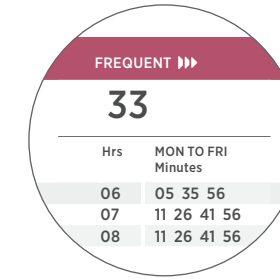 FREQUENT
33
Hrs MON TO FRI
Minutes
06 05 35 56
07 11 26 41 56
08 11 26 41 56